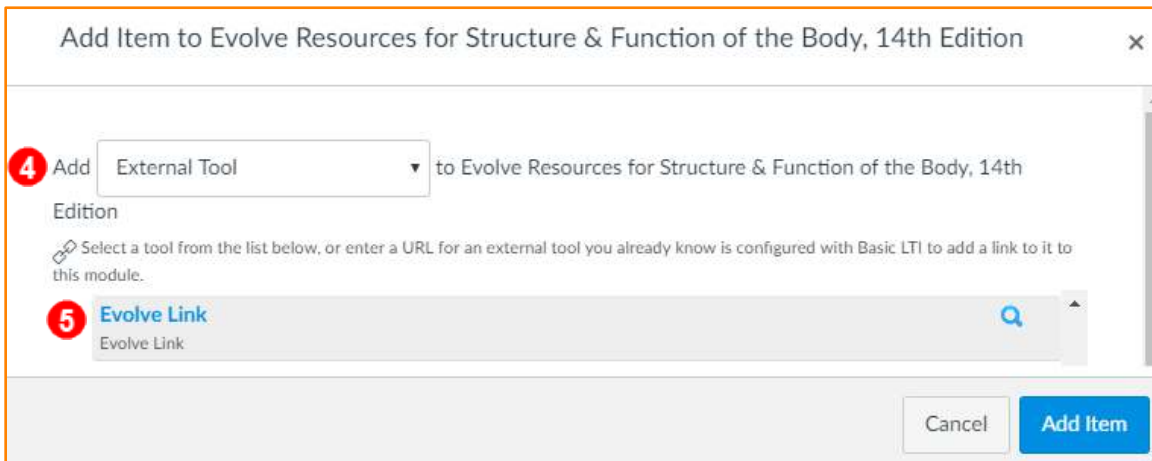 Add Item to Evolve Resources for Structure & Function of the Body, 14th Edition ×
4 Add External Tool ▾ to Evolve Resources for Structure & Function of the Body, 14th
Edition
Select a tool from the list below, or enter a URL for an external tool you already know is configured with Basic LTI to add a link to it to
this module.
5 Evolve Link
Evolve Link
Cancel Add Item